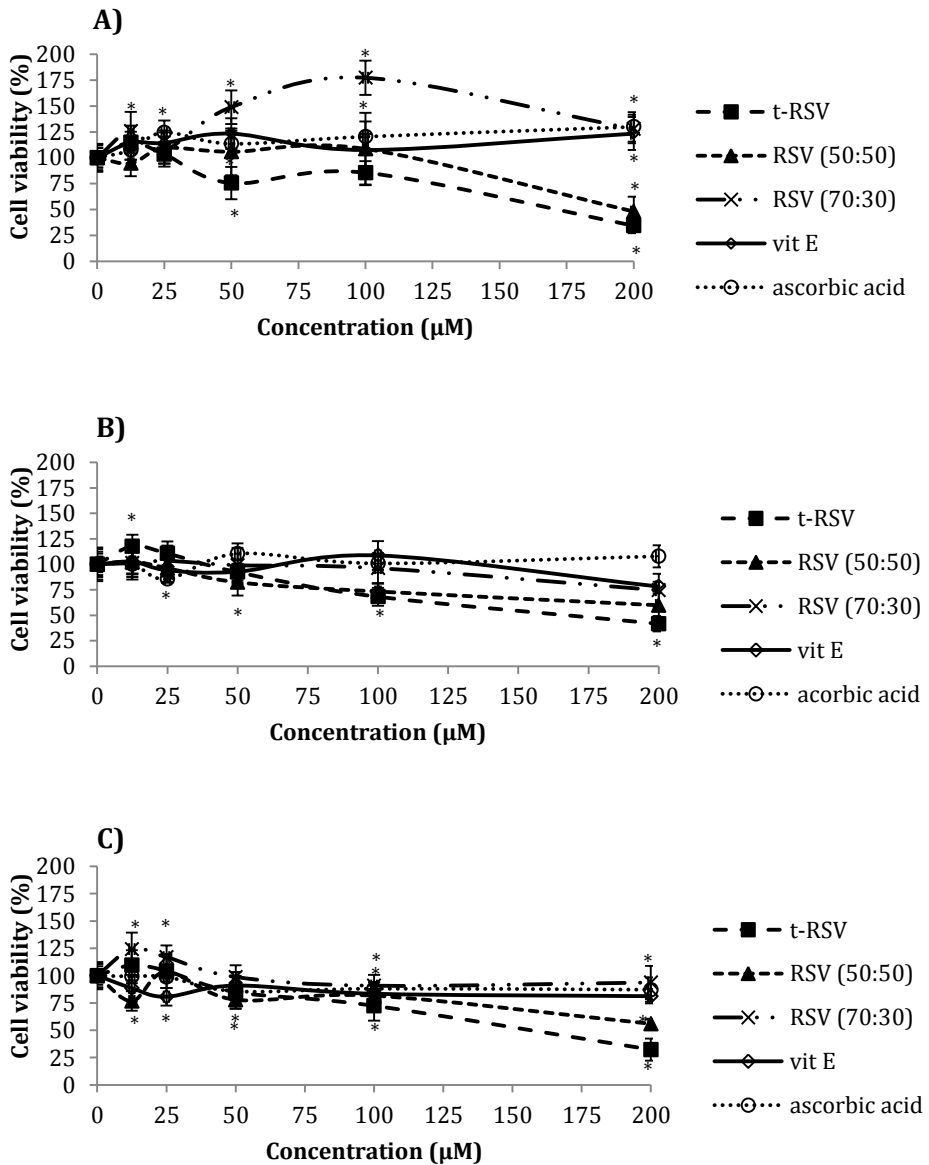 A)
200
175
150
125
100
75
50
25
0
Cell viability (%)
0 25 50 75 100 125 150 175 200
Concentration (µM)
t-RSV
RSV (50:50)
RSV (70:30)
vit E
ascorbic acid
* * * * * * * * * * *
B)
200
175
150
125
100
75
50
25
0
Cell viability (%)
0 25 50 75 100 125 150 175 200
Concentration (µM)
t-RSV
RSV (50:50)
RSV (70:30)
vit E
acorbic acid
* * * * *
C)
200
175
150
125
100
75
50
25
0
Cell viability (%)
0 25 50 75 100 125 150 175 200
Concentration (µM)
t-RSV
RSV (50:50)
RSV (70:30)
vit E
ascorbic acid
* * * * * * * * * * * *